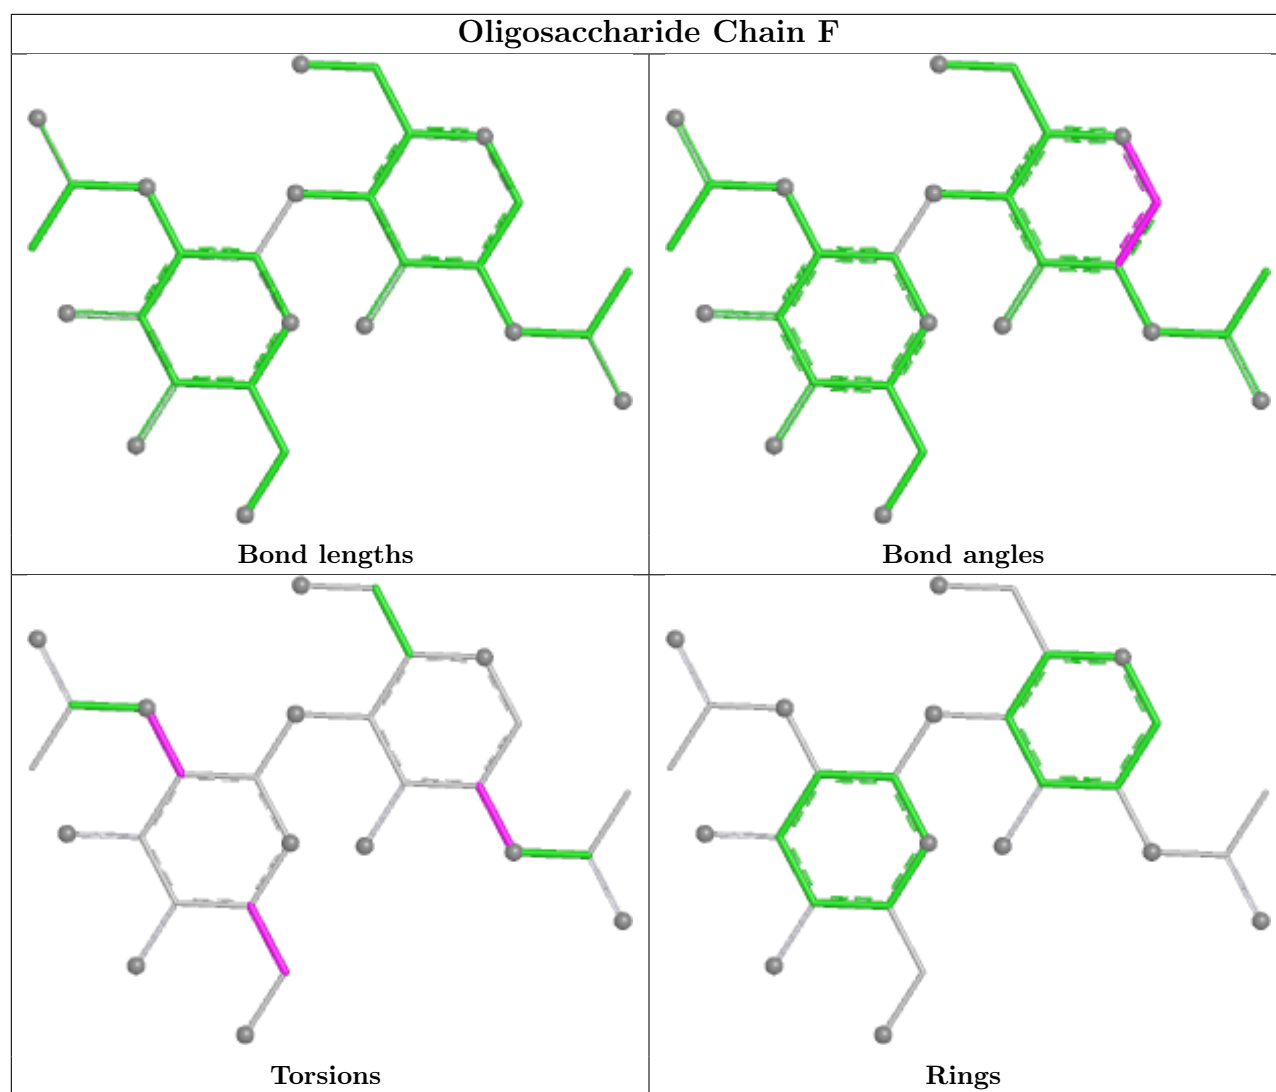 Oligosaccharide Chain F
Bond lengths
Bond angles
Torsions
Rings